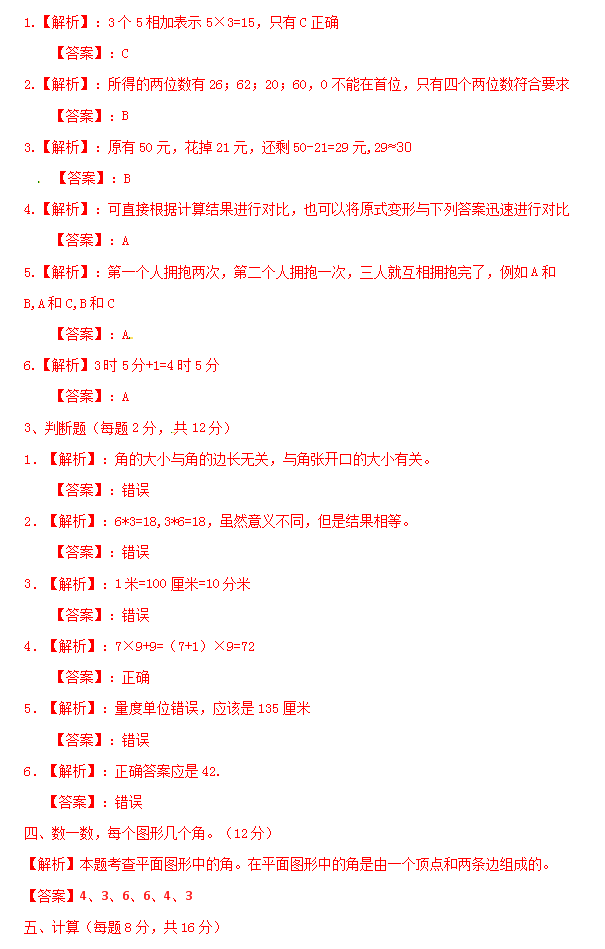 1.【解析】：3个5相加表示5×3=15，只有C正确
【答案】：C
2.【解析】：所得的两位数有26；62；20；60，0不能在首位，只有四个两位数符合要求
【答案】：B
3.【解析】：原有50元，花掉21元，还剩50-21=29元,29≈30
【答案】：B
4.【解析】：可直接根据计算结果进行对比，也可以将原式变形与下列答案迅速进行对比
【答案】：A
5.【解析】：第一个人拥抱两次，第二个人拥抱一次，三人就互相拥抱完了，例如A和
B,A和C,B和C
【答案】：A
6.【解析】3时5分+1=4时5分
【答案】：A
3、判断题（每题2分，共12分）
1.【解析】：角的大小与角的边长无关，与角张开口的大小有关。
【答案】：错误
2.【解析】：6*3=18,3*6=18，虽然意义不同，但是结果相等。
【答案】：错误
3.【解析】：1米=100厘米=10分米
【答案】：错误
4.【解析】：7×9+9=（7+1）×9=72
【答案】：正确
5.【解析】：量度单位错误，应该是135厘米
【答案】：错误
6.【解析】：正确答案应是42.
【答案】：错误
四、数一数，每个图形几个角。（12分）
【解析】本题考查平面图形中的角。在平面图形中的角是由一个顶点和两条边组成的。
【答案】4、3、6、6、4、3
五、计算（每题8分，共16分）